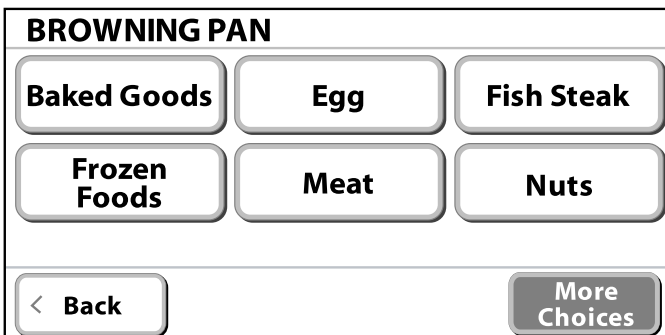 BROWNING PAN
Baked Goods
Egg
Fish Steak
Frozen
Foods
Meat
Nuts
< Back
More
Choices